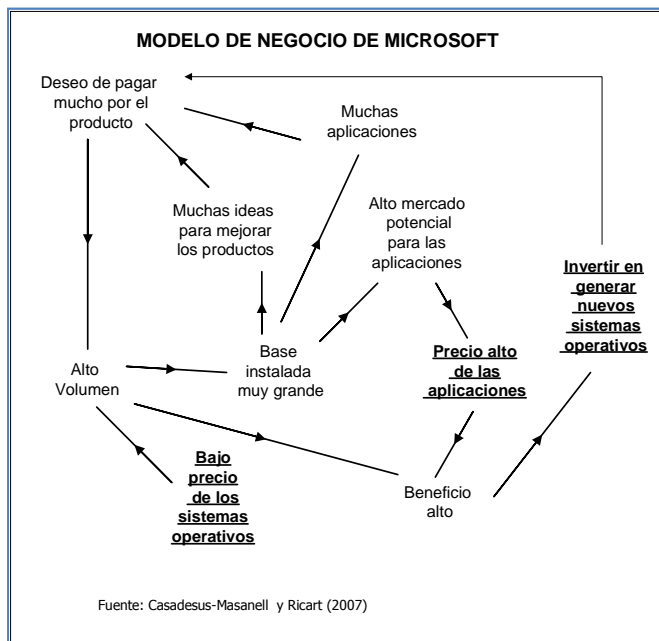 MODELO DE NEGOCIO DE MICROSOFT
Deseo de pagar
mucho por el
producto
Muchas
aplicaciones
Muchas ideas
para mejorar
los productos
Alto mercado
potencial
para las
aplicaciones
Invertir en
generar
nuevos
sistemas
operativos
Alto
Volumen
Base
instalada
muy grande
Precio alto
de las
aplicaciones
Bajo
precio
de los
sistemas
operativos
Beneficio
alto
Fuente: Casadesus-Masanell y Ricart (2007)